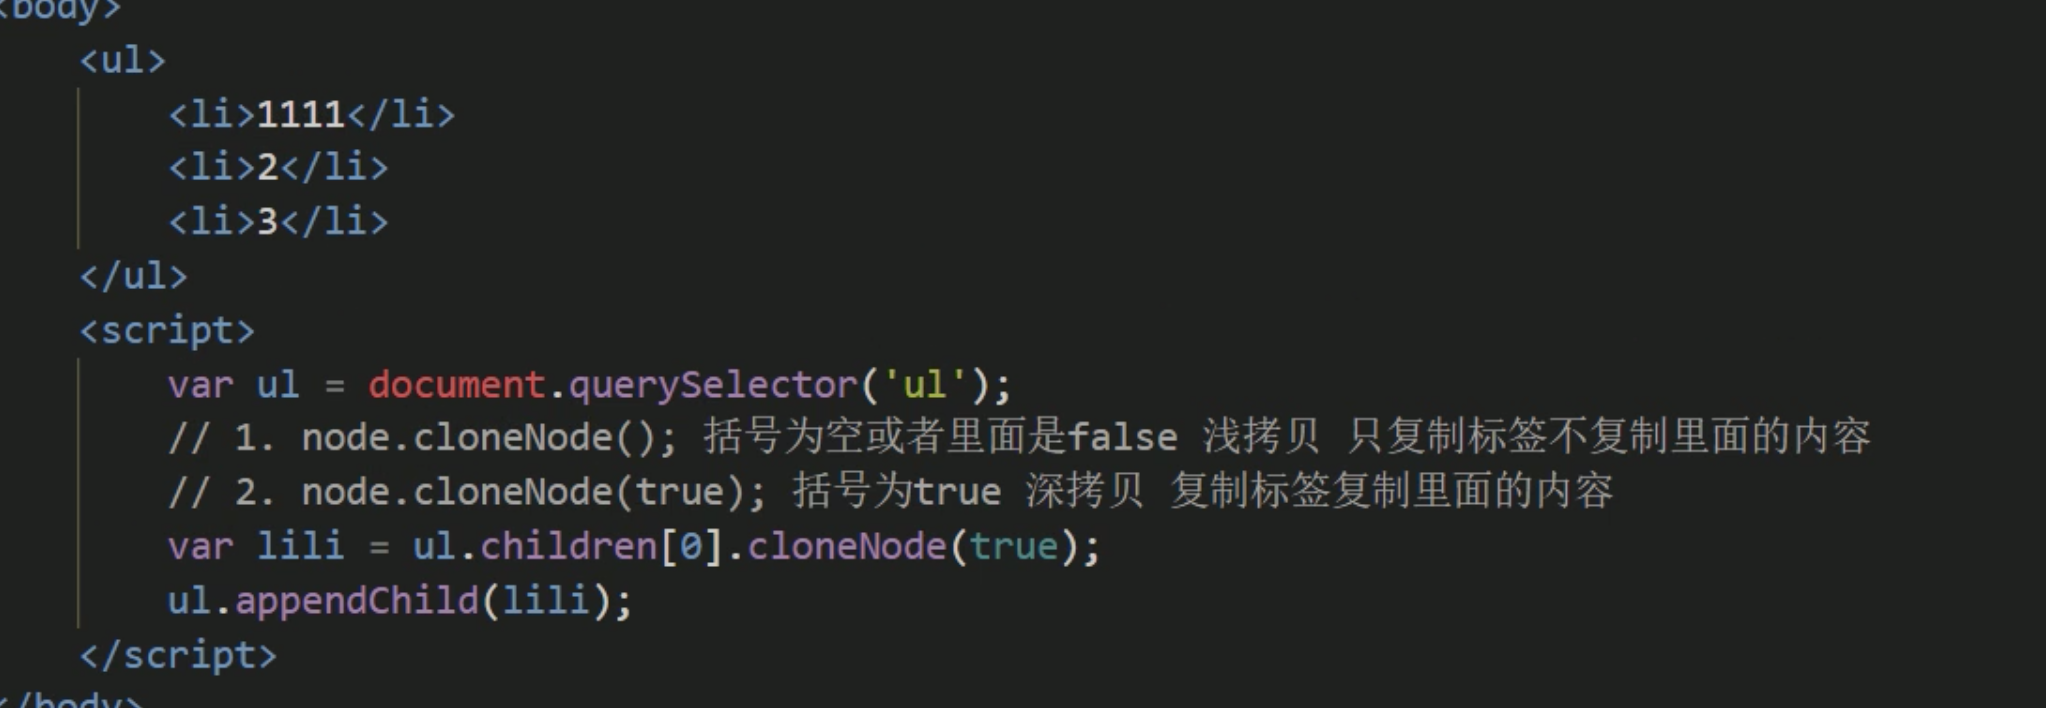 <body>
<ul>
<li>1111</li>
<li>2</li>
<li>3</li>
</ul>
<script>
var ul = document.querySelector('ul');
// 1. node.cloneNode(); 括号为空或者里面是false 浅拷贝 只复制标签不复制里面的内容
// 2. node.cloneNode(true); 括号为true 深拷贝 复制标签复制里面的内容
var lili = ul.children[0].cloneNode(true);
ul.appendChild(lili);
</script>
</body>